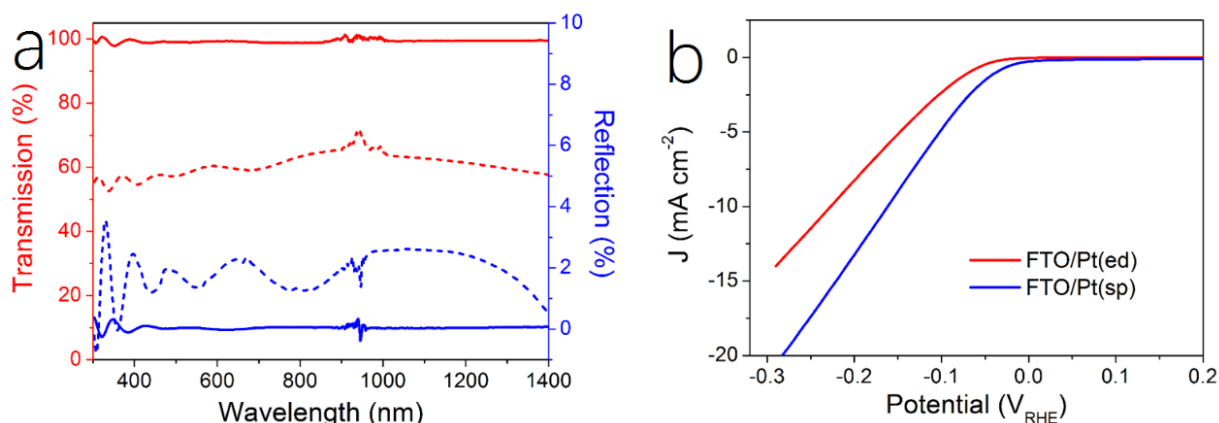 a
Transmission (%)
100
80
60
40
20
0
10
8
6
4
2
0
Reflection (%)
400 600 800 1000 1200 1400
Wavelength (nm)
b
J (mA cm⁻²)
0
-5
-10
-15
-20
FTO/Pt(ed)
FTO/Pt(sp)
-0.3 -0.2 -0.1 0.0 0.1 0.2
Potential (V_RHE)